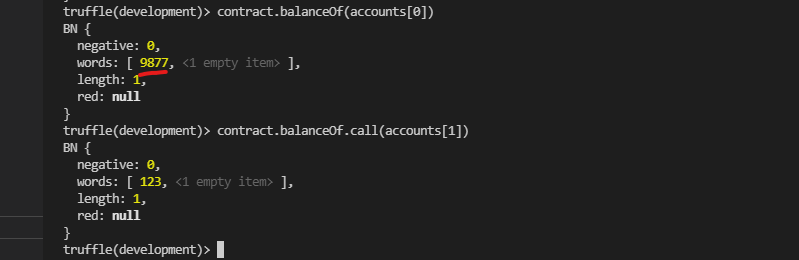 truffle(development)> contract.balanceOf(accounts[0])
BN {
  negative: 0,
  words: [ 9877, <1 empty item> ],
  length: 1,
  red: null
}
truffle(development)> contract.balanceOf.call(accounts[1])
BN {
  negative: 0,
  words: [ 123, <1 empty item> ],
  length: 1,
  red: null
}
truffle(development)>